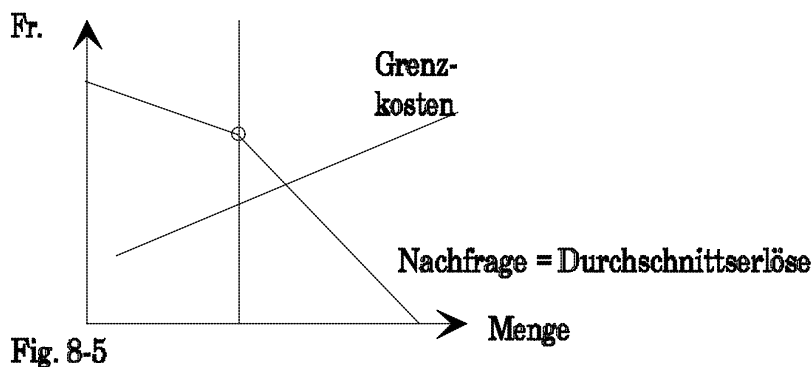 Fr.
Grenz-
kosten
Nachfrage = Durchschnittserlöse
Menge
Fig. 8-5